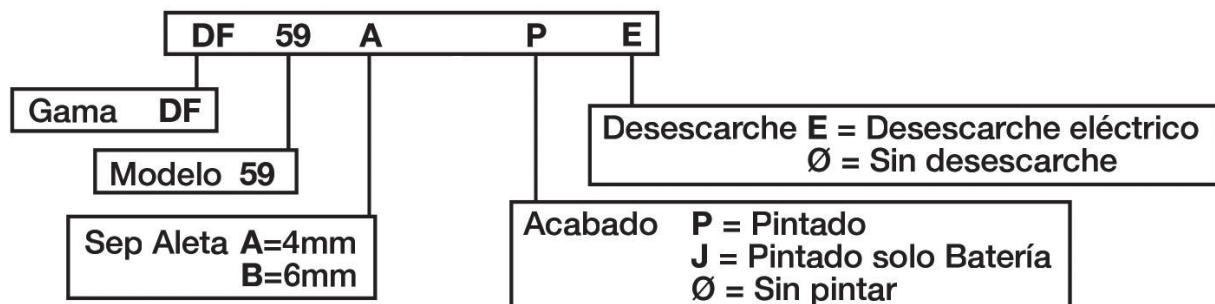 DF 59 A P E
Gama DF
Modelo 59
Sep Aleta A=4mm
B=6mm
Desescarche E = Desescarche eléctrico
Ø = Sin desescarche
Acabado P = Pintado
J = Pintado solo Batería
Ø = Sin pintar